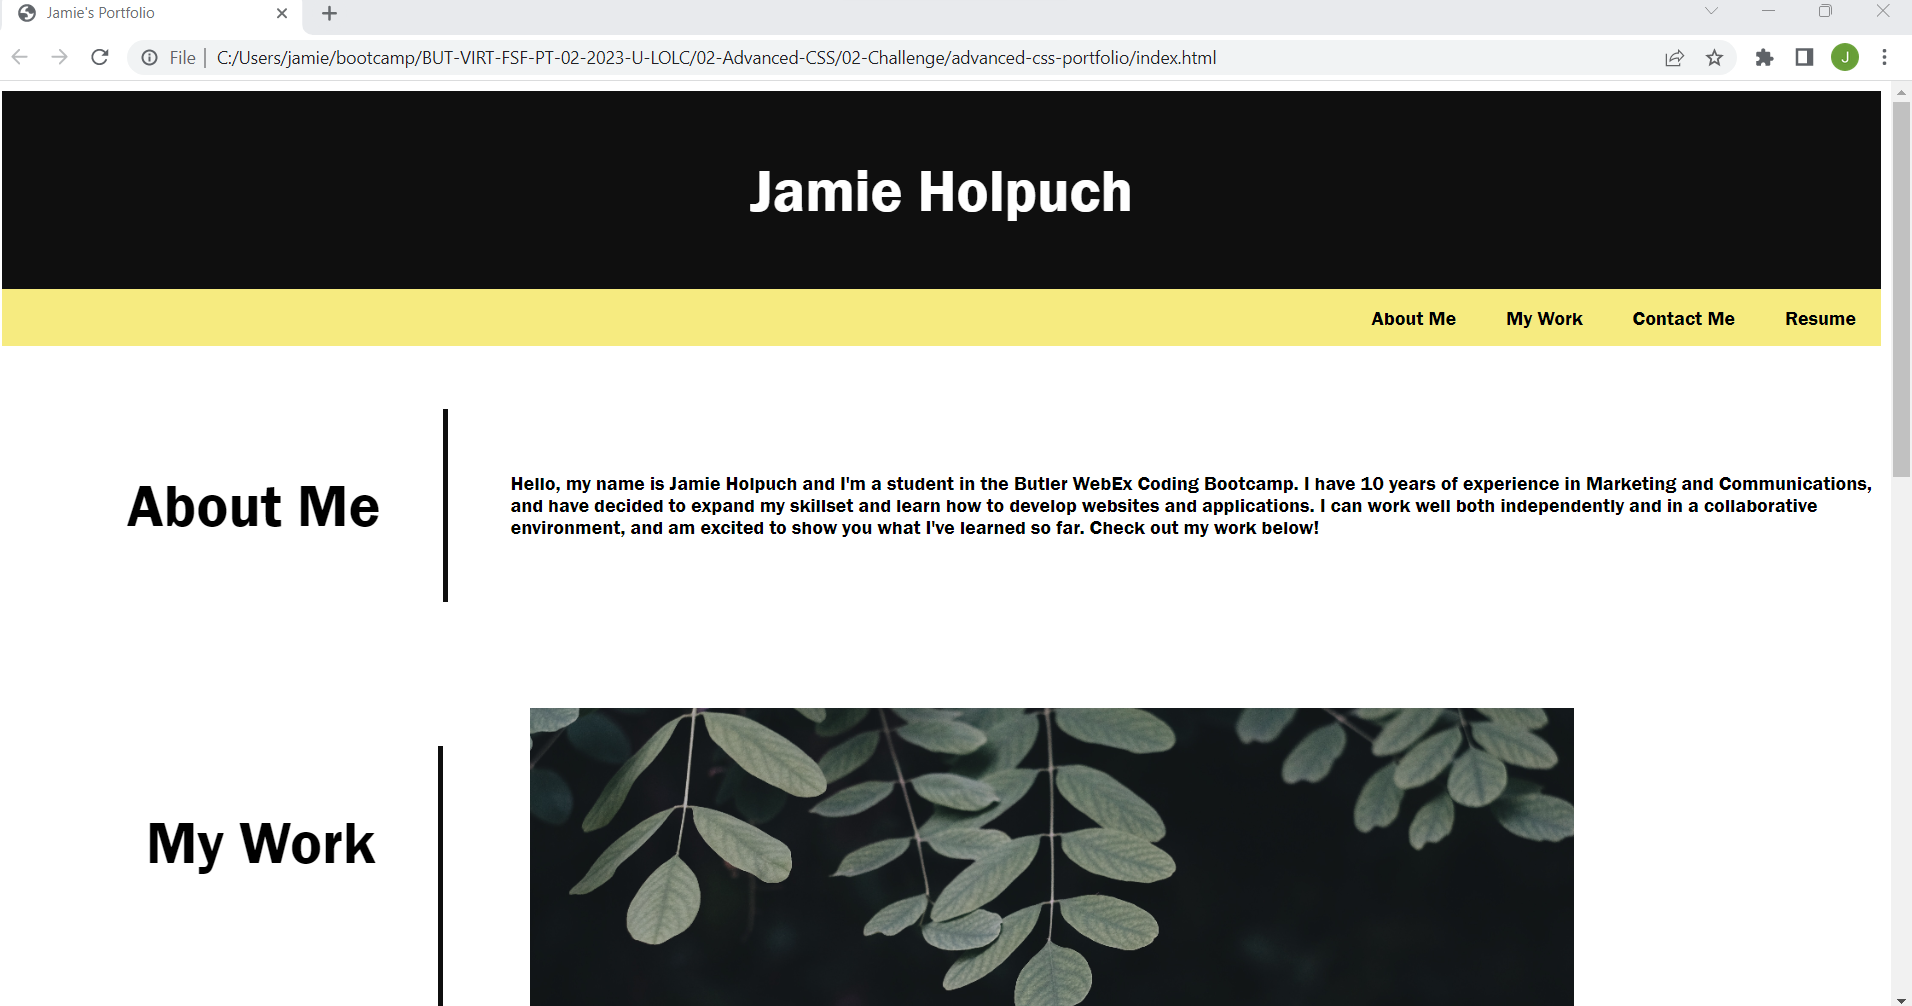 Jamie's Portfolio
File | C:/Users/jamie/bootcamp/BUT-VIRT-FSF-PT-02-2023-U-LOLC/02-Advanced-CSS/02-Challenge/advanced-css-portfolio/index.html
J
Jamie Holpuch
About Me My Work Contact Me Resume
About Me
Hello, my name is Jamie Holpuch and I'm a student in the Butler WebEx Coding Bootcamp. I have 10 years of experience in Marketing and Communications,
and have decided to expand my skillset and learn how to develop websites and applications. I can work well both independently and in a collaborative
environment, and am excited to show you what I've learned so far. Check out my work below!
My Work